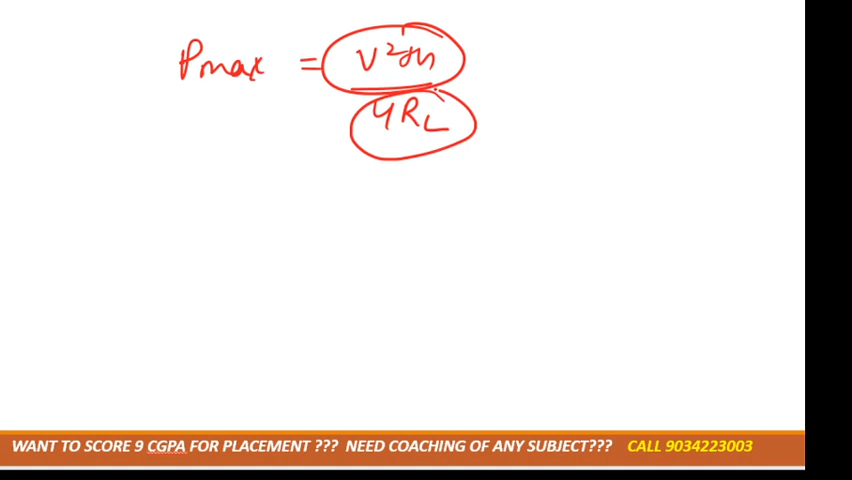 Pmax = V²th
4RL
WANT TO SCORE 9 CGPA FOR PLACEMENT ??? NEED COACHING OF ANY SUBJECT??? CALL 9034223003